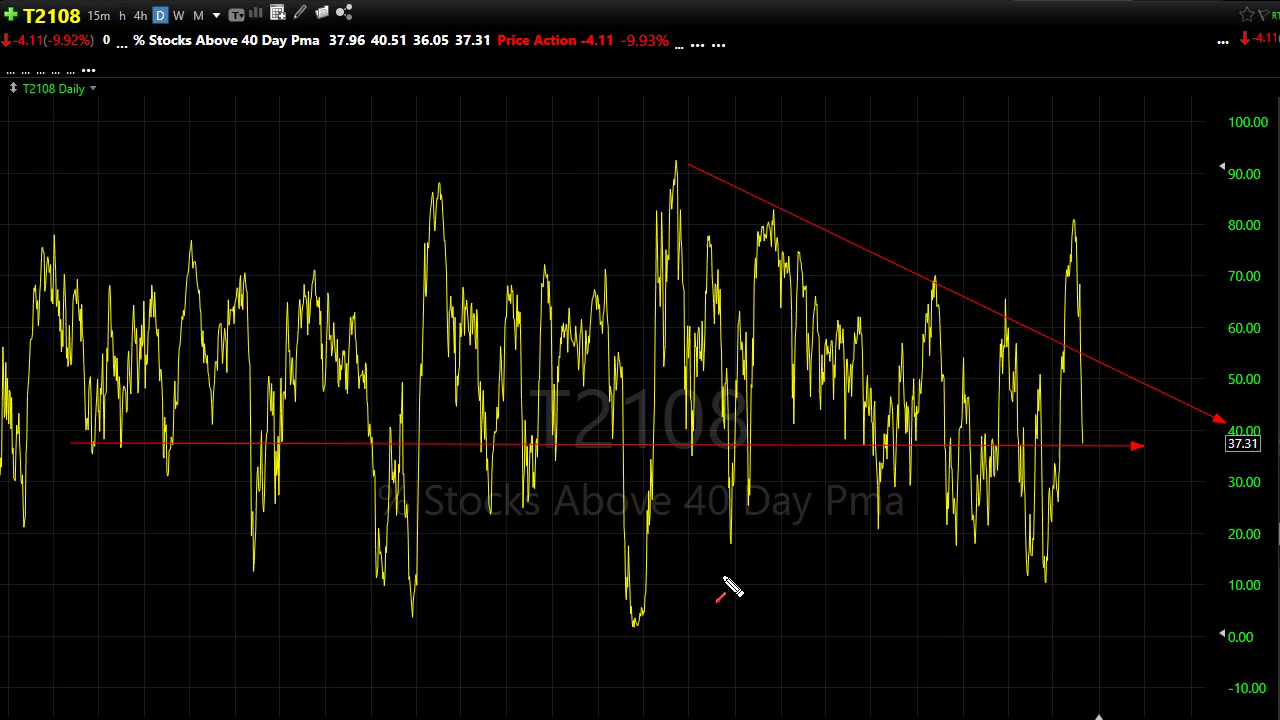 T2108 15m h 4h D W M
-4.11(-9.92%) 0 ... % Stocks Above 40 Day Pma 37.96 40.51 36.05 37.31 Price Action -4.11 -9.93% ... ... ... ... -4.11
... ... ... ... ... ...
T2108 Daily
100.00
90.00
80.00
70.00
60.00
50.00
40.00
37.31
30.00
20.00
10.00
0.00
-10.00
T2108
% Stocks Above 40 Day Pma